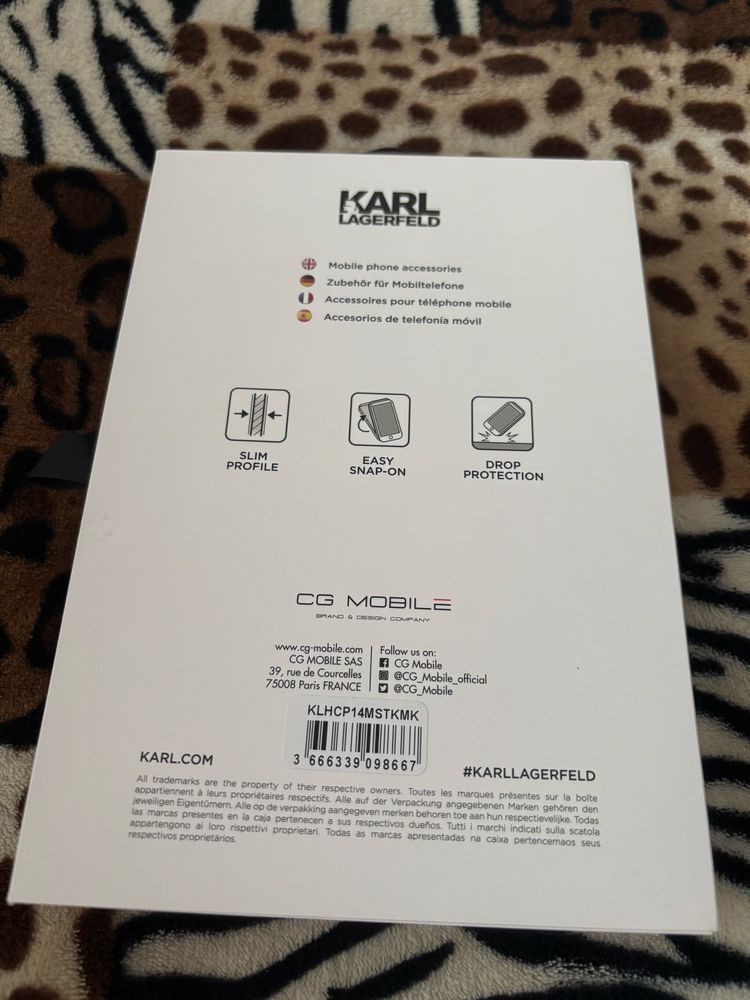 KARL
LAGERFELD
Mobile phone accessories
Zubehör für Mobiltelefone
Accessoires pour téléphone mobile
Accesorios de telefonía móvil
SLIM
PROFILE
EASY
SNAP-ON
DROP
PROTECTION
CG MOBILE
BRAND & DESIGN COMPANY
www.cg-mobile.com
CG MOBILE SAS
39, rue de Courcelles
75008 Paris FRANCE
Follow us on:
CG Mobile
@CG_Mobile_official
@CG_Mobile
KLHCP14MSTKMK
3 666339 098667
KARL.COM
#KARLLAGERFELD
All trademarks are the property of their respective owners. Toutes les marques présentes sur la boîte
appartiennent à leurs propriétaires respectifs. Alle auf der Verpackung angegebenen Marken gehören den
jeweiligen Eigentümern. Alle op de verpakking aangegeven merken behoren toe aan hun respectievelijke. Todas
las marcas presentes en la caja pertenecen a sus respectivos dueños. Tutti i marchi indicati sulla scatola
appartengono ai loro rispettivi proprietari. Todas as marcas apresentadas na caixa pertencemaos seus
respectivos proprietários.